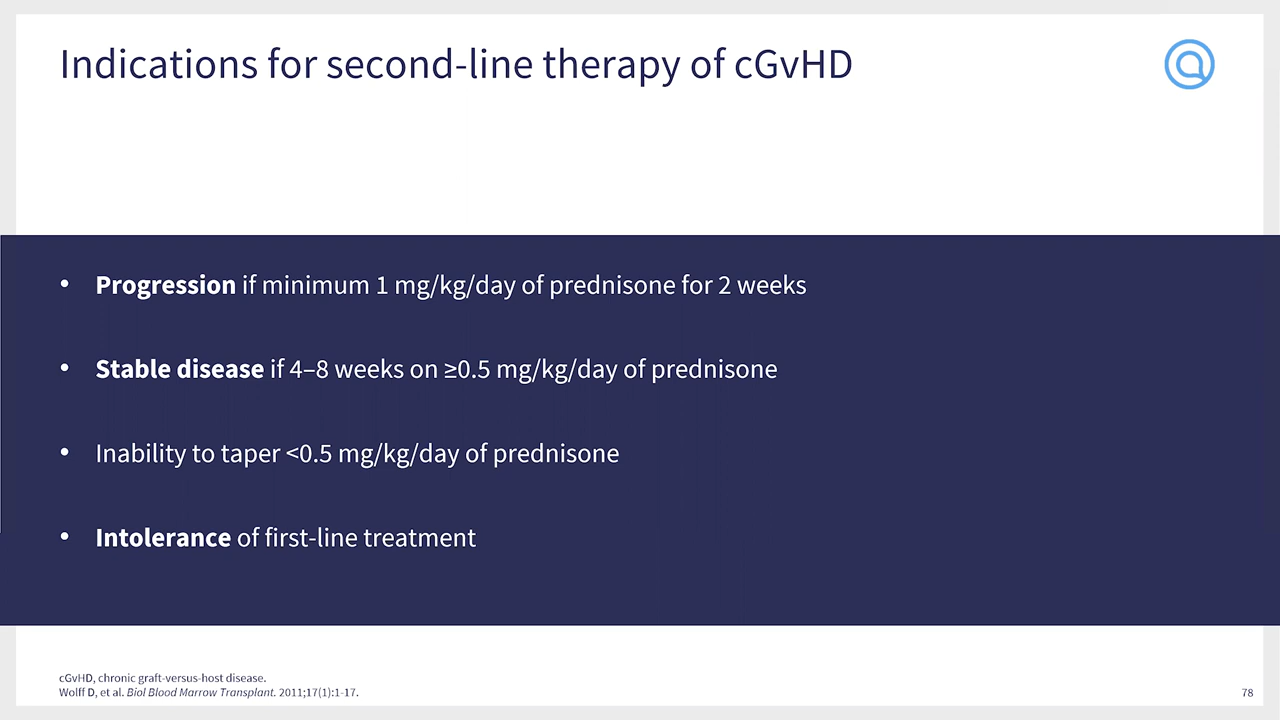 Indications for second-line therapy of cGvHD
• Progression if minimum 1 mg/kg/day of prednisone for 2 weeks
• Stable disease if 4–8 weeks on ≥0.5 mg/kg/day of prednisone
• Inability to taper <0.5 mg/kg/day of prednisone
• Intolerance of first-line treatment
cGvHD, chronic graft-versus-host disease.
Wolff D, et al. Biol Blood Marrow Transplant. 2011;17(1):1-17.
78